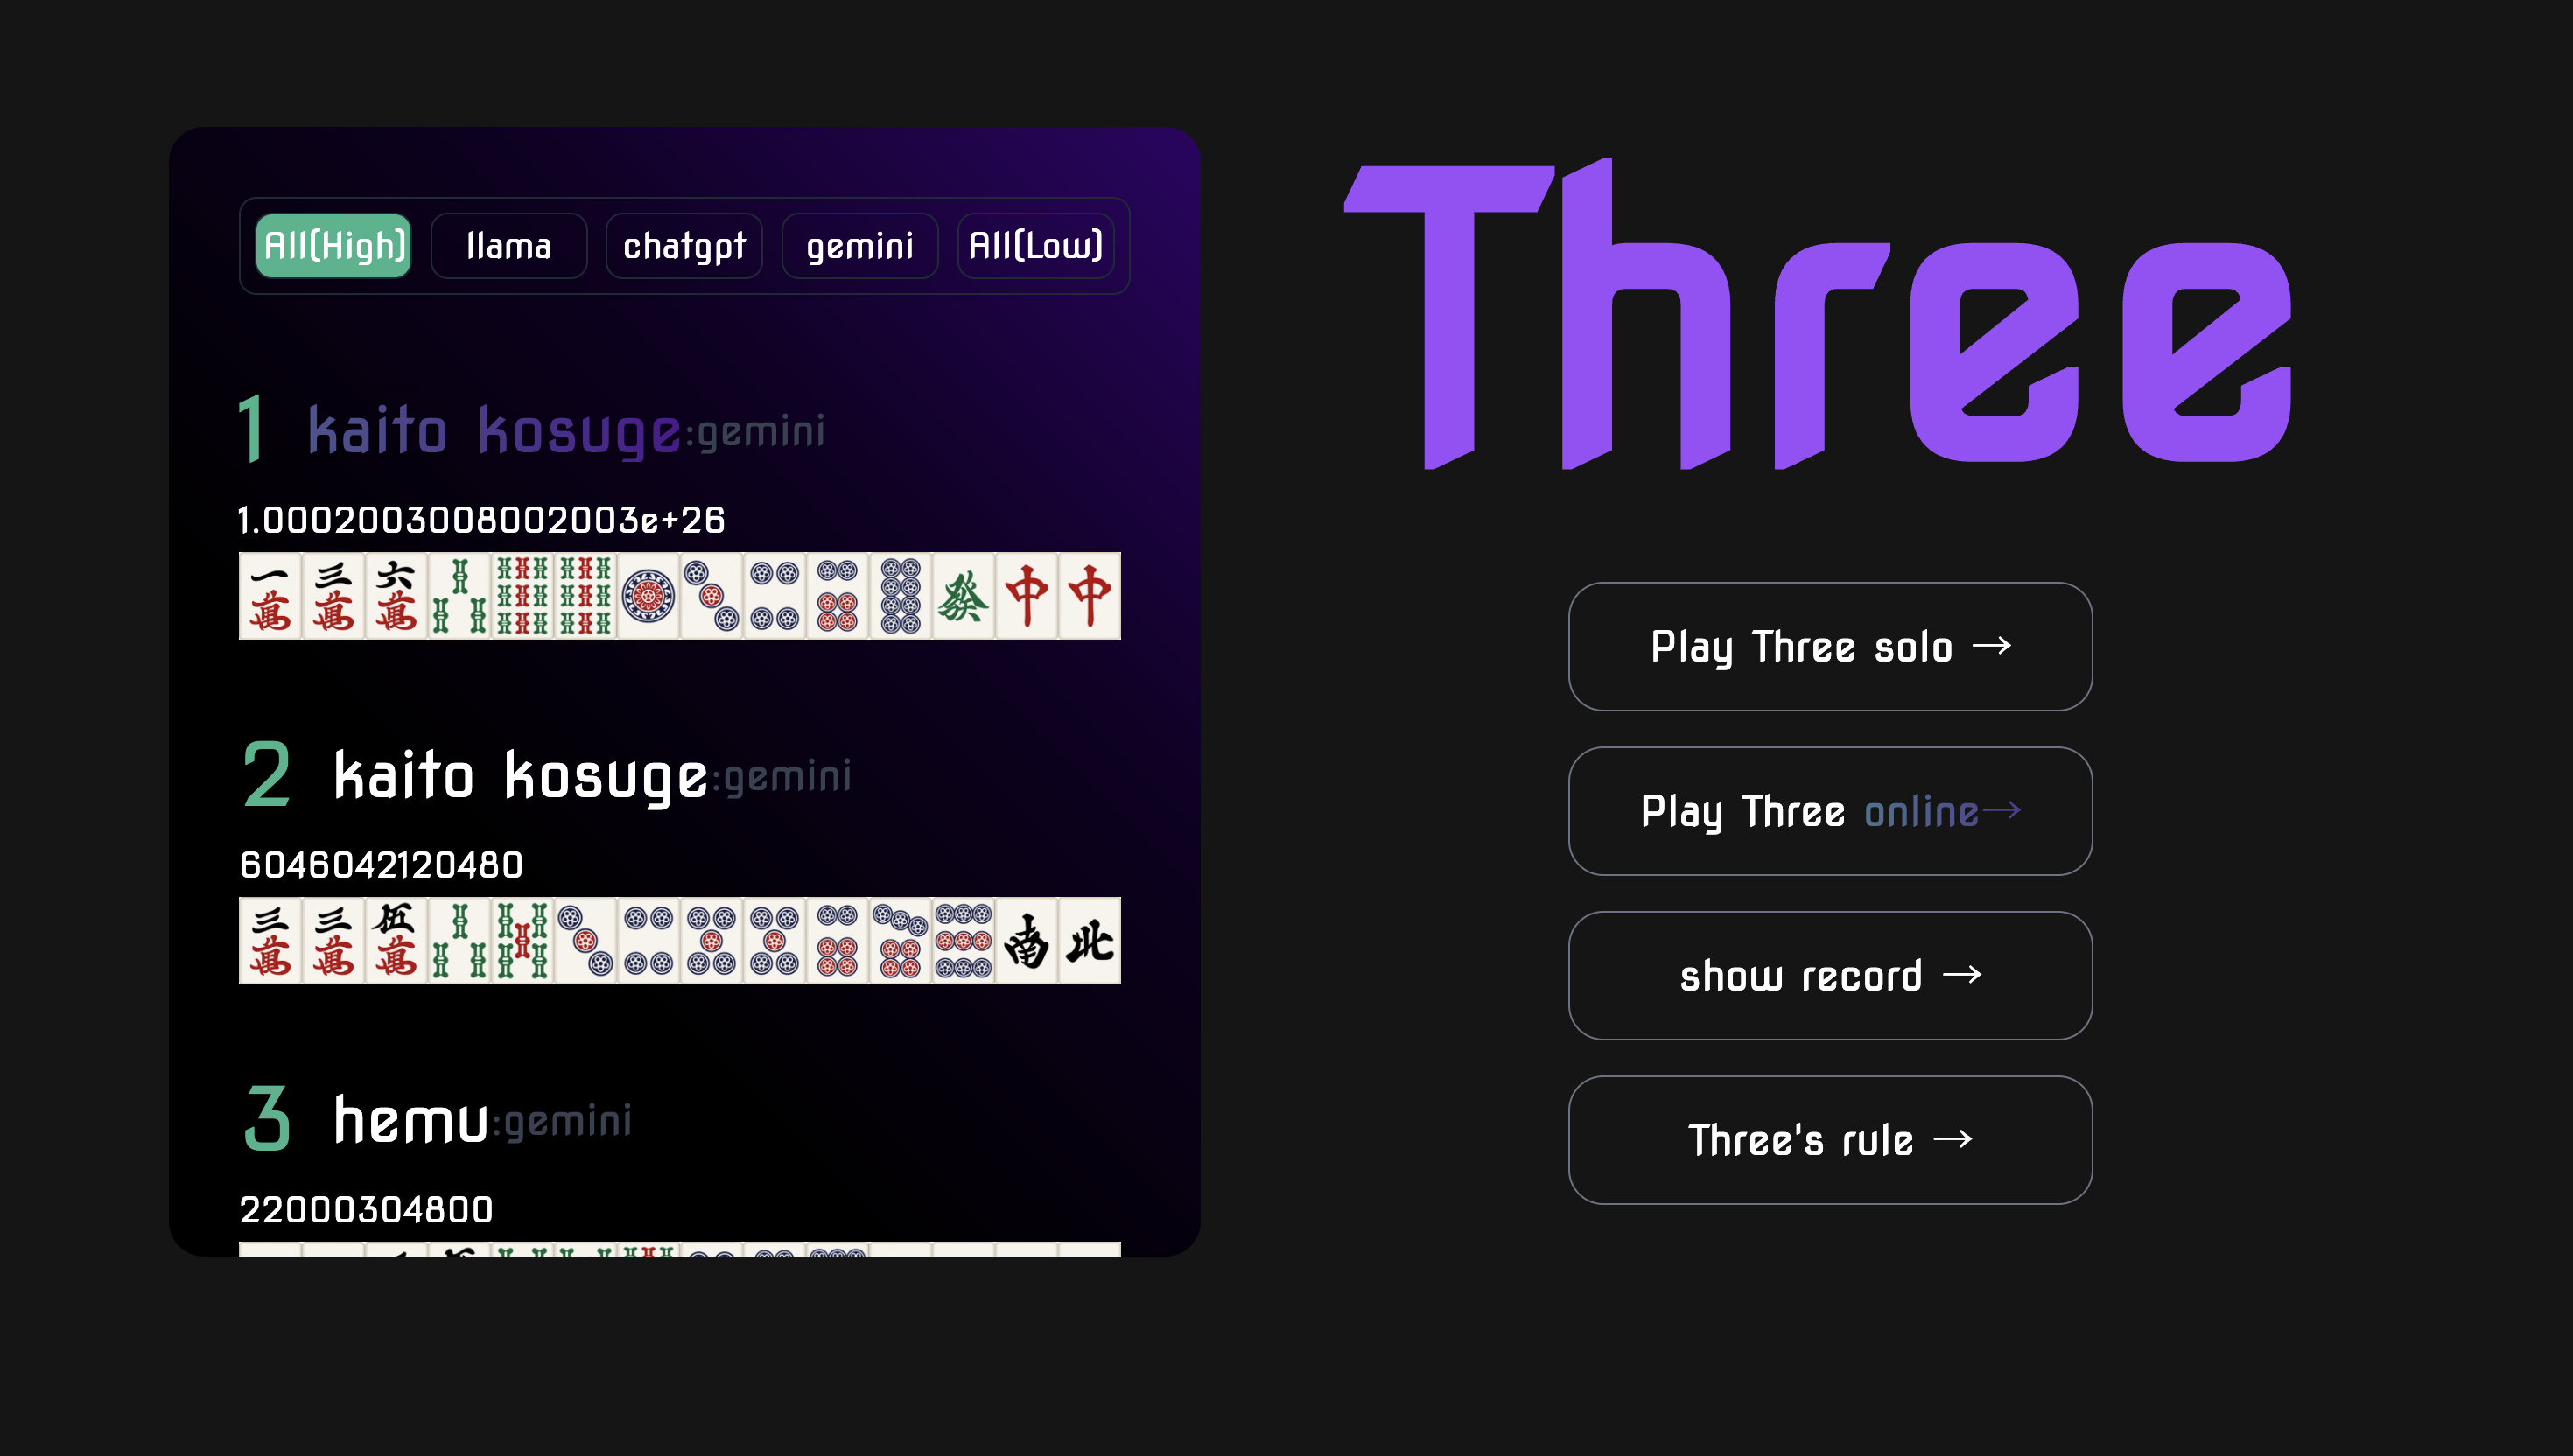 All(High) llama chatgpt gemini All(Low)
1 kaito kosuge:gemini
1.0002003008002003e+26
一萬 三萬 六萬 發 中 中
2 kaito kosuge:gemini
6046042120480
三萬 三萬 伍萬 南 北
3 hemu:gemini
22000304800
Three
Play Three solo →
Play Three online→
show record →
Three's rule →